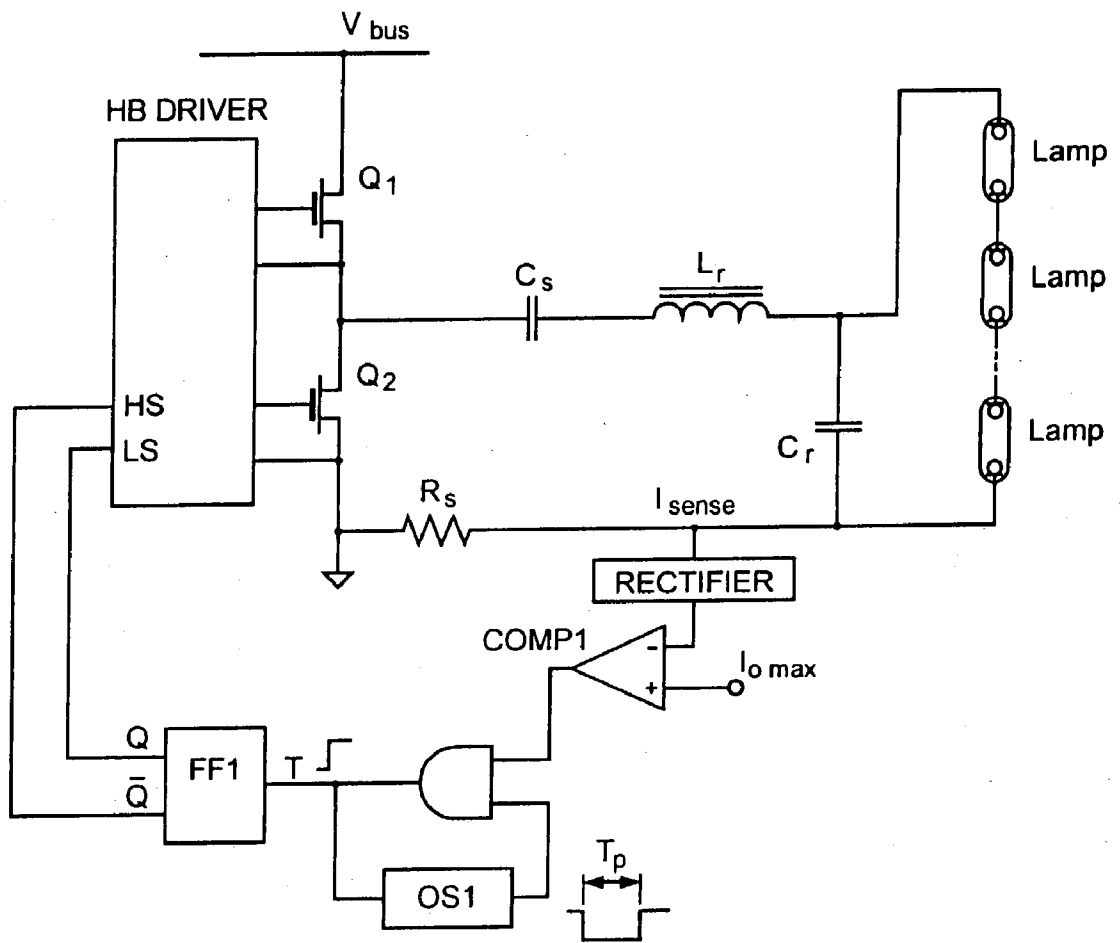 V bus
HB DRIVER
Q1
Lamp
Cs
Lr
Lamp
Q2
HS
LS
Cr
Lamp
Rs
I sense
RECTIFIER
COMP1
-
+
Io max
Q
FF1
T
Q̅
Tp
OS1